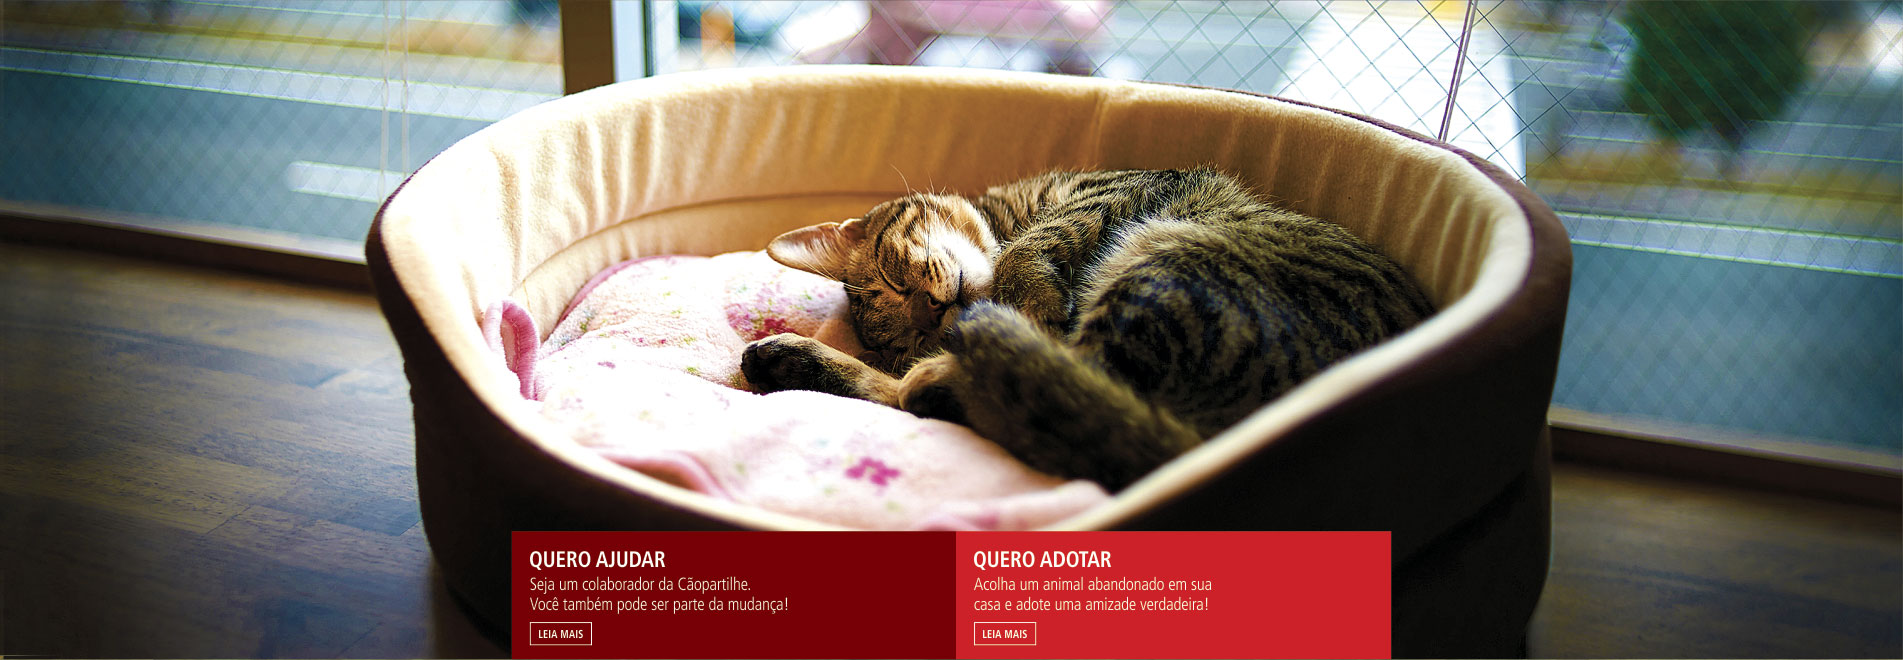 QUERO AJUDAR
Seja um colaborador da Cãopartilhe.
Você também pode ser parte da mudança!
LEIA MAIS
QUERO ADOTAR
Acolha um animal abandonado em sua
casa e adote uma amizade verdadeira!
LEIA MAIS